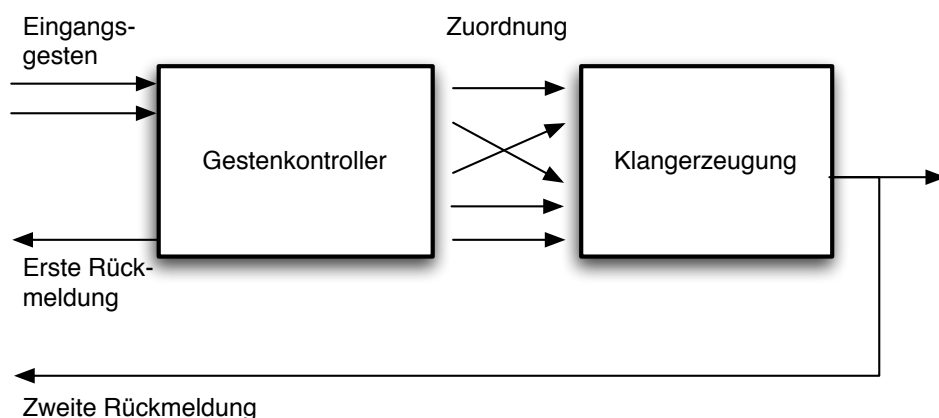 Eingangs-
gesten
Zuordnung
Gestenkontroller
Klangerzeugung
Erste Rück-
meldung
Zweite Rückmeldung